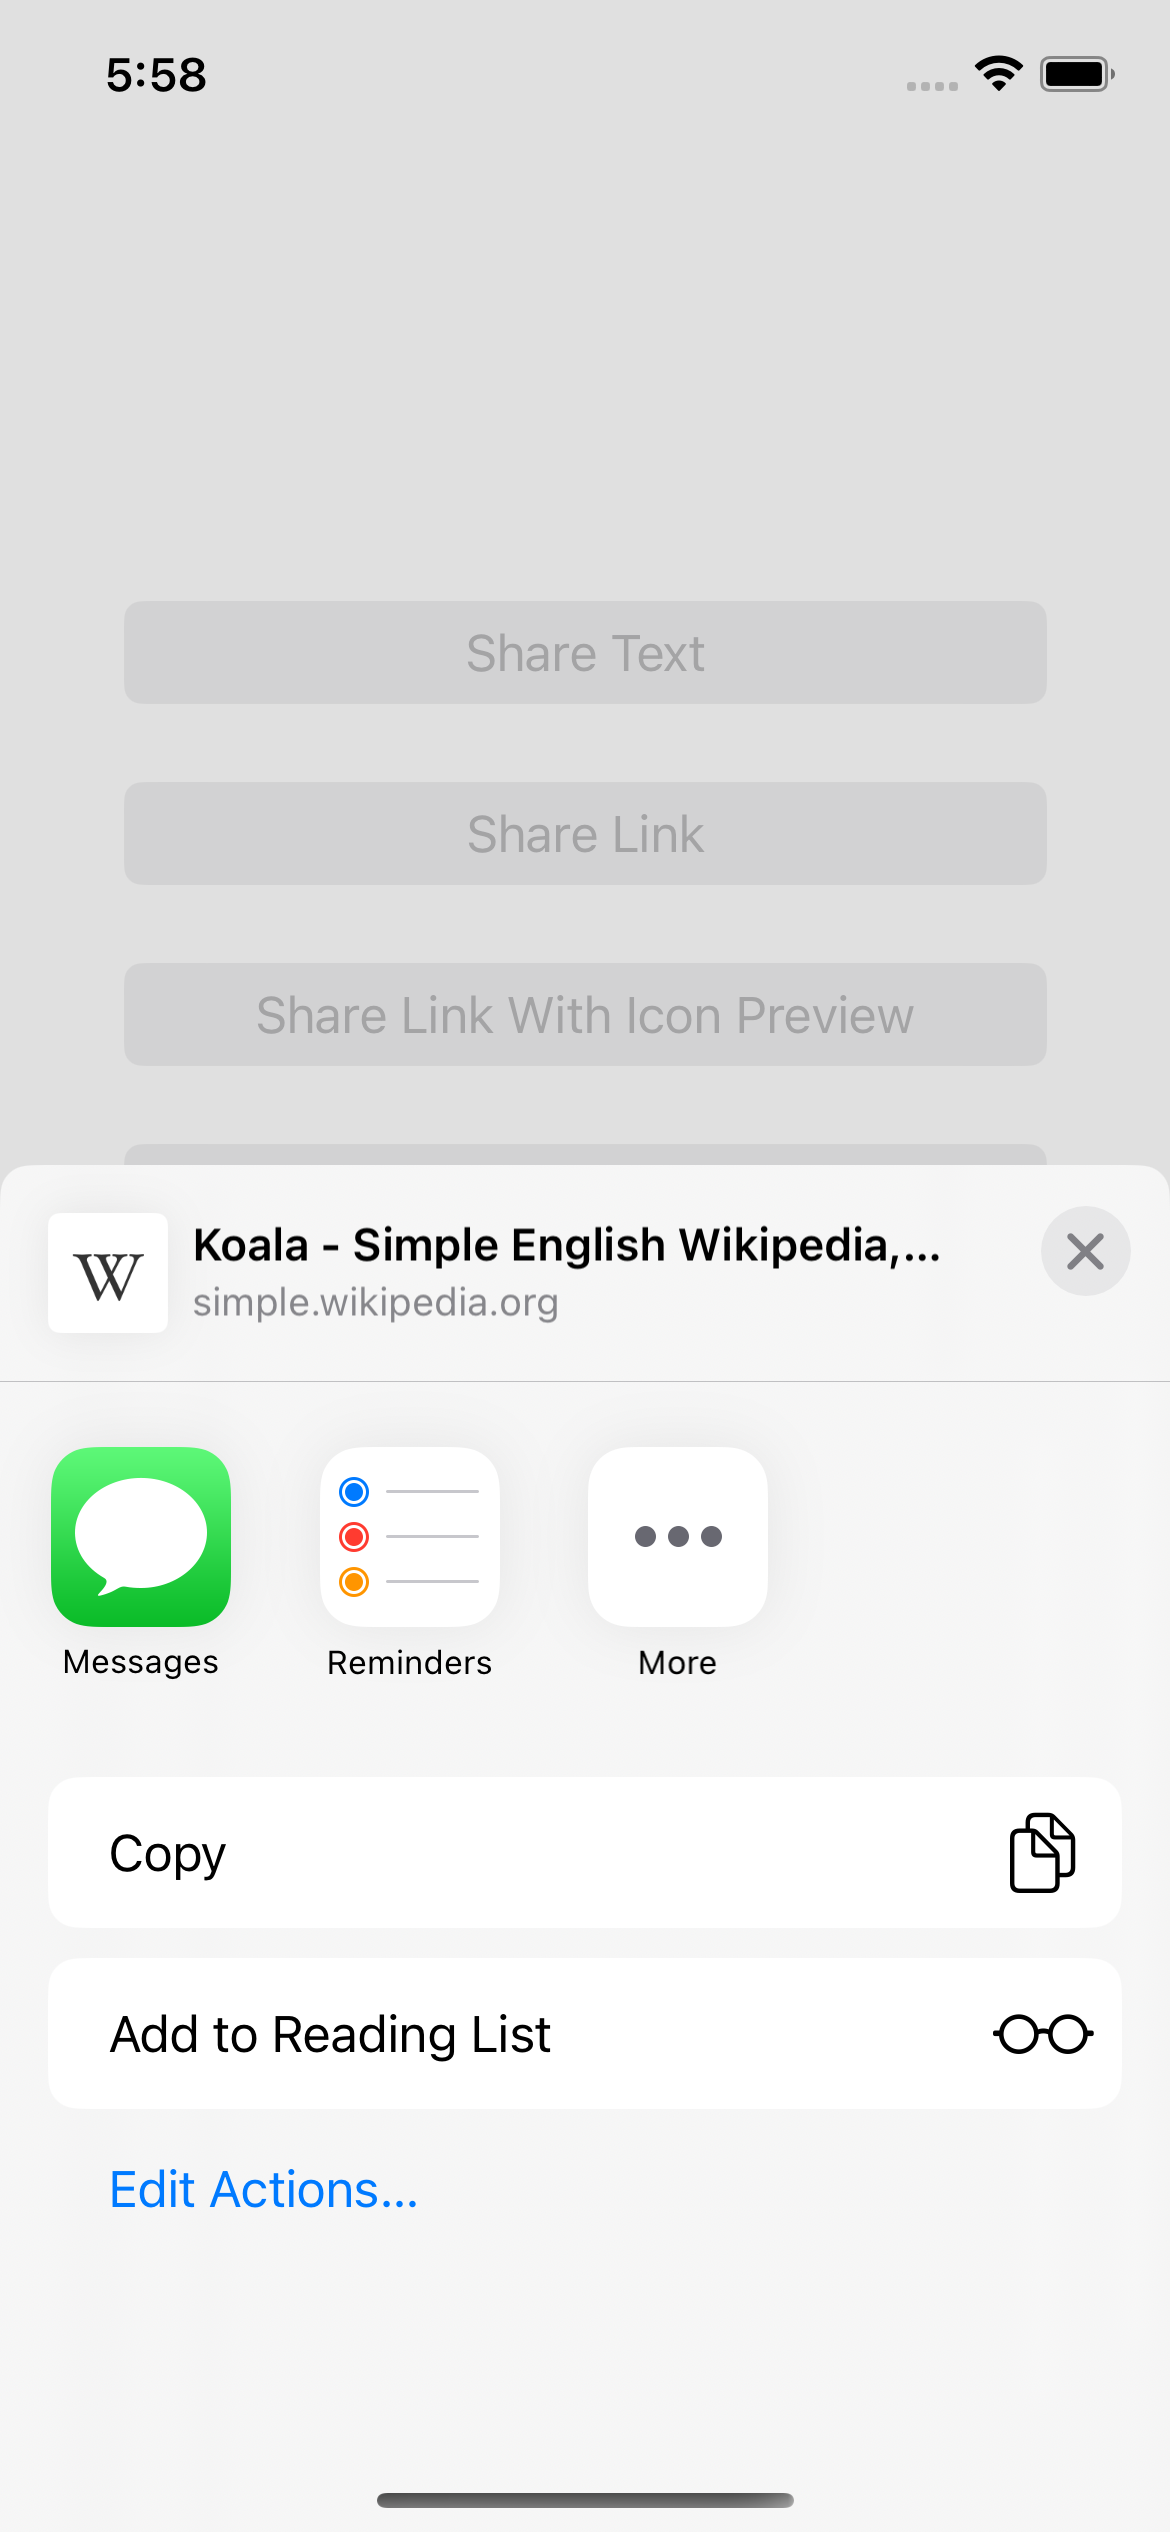 5:58
Share Text
Share Link
Share Link With Icon Preview
W
Koala - Simple English Wikipedia,...
simple.wikipedia.org
Messages
Reminders
More
Copy
Add to Reading List
Edit Actions...